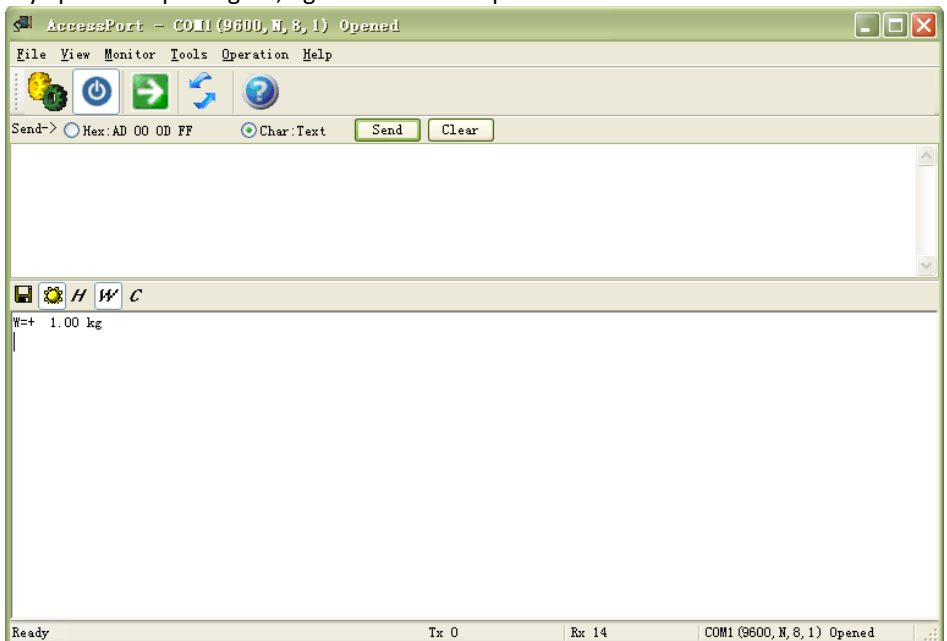 AccessPort - COM1(9600,N,8,1) Opened
File View Monitor Tools Operation Help
Send-> Hex:AD 00 0D FF Char:Text Send Clear
H W C
W=+  1.00 kg
Ready Tx 0 Rx 14 COM1(9600,N,8,1) Opened